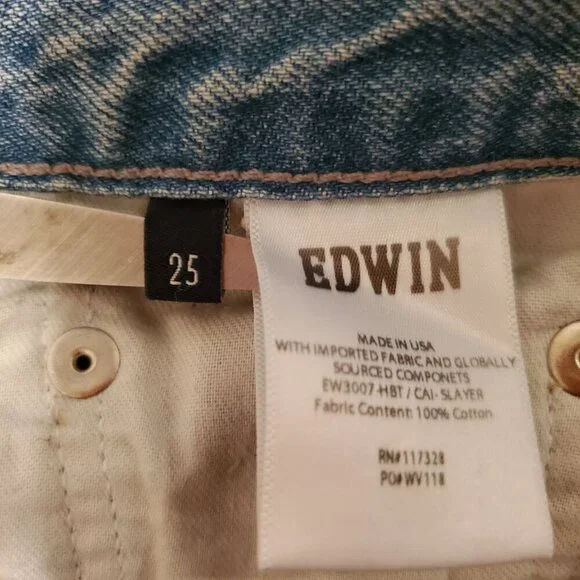 25
EDWIN
MADE IN USA
WITH IMPORTED FABRIC AND GLOBALLY
SOURCED COMPONETS
EW3007-HBT / CAI- SLAYER
Fabric Content: 100% Cotton
RN# 117328
PO# WV118